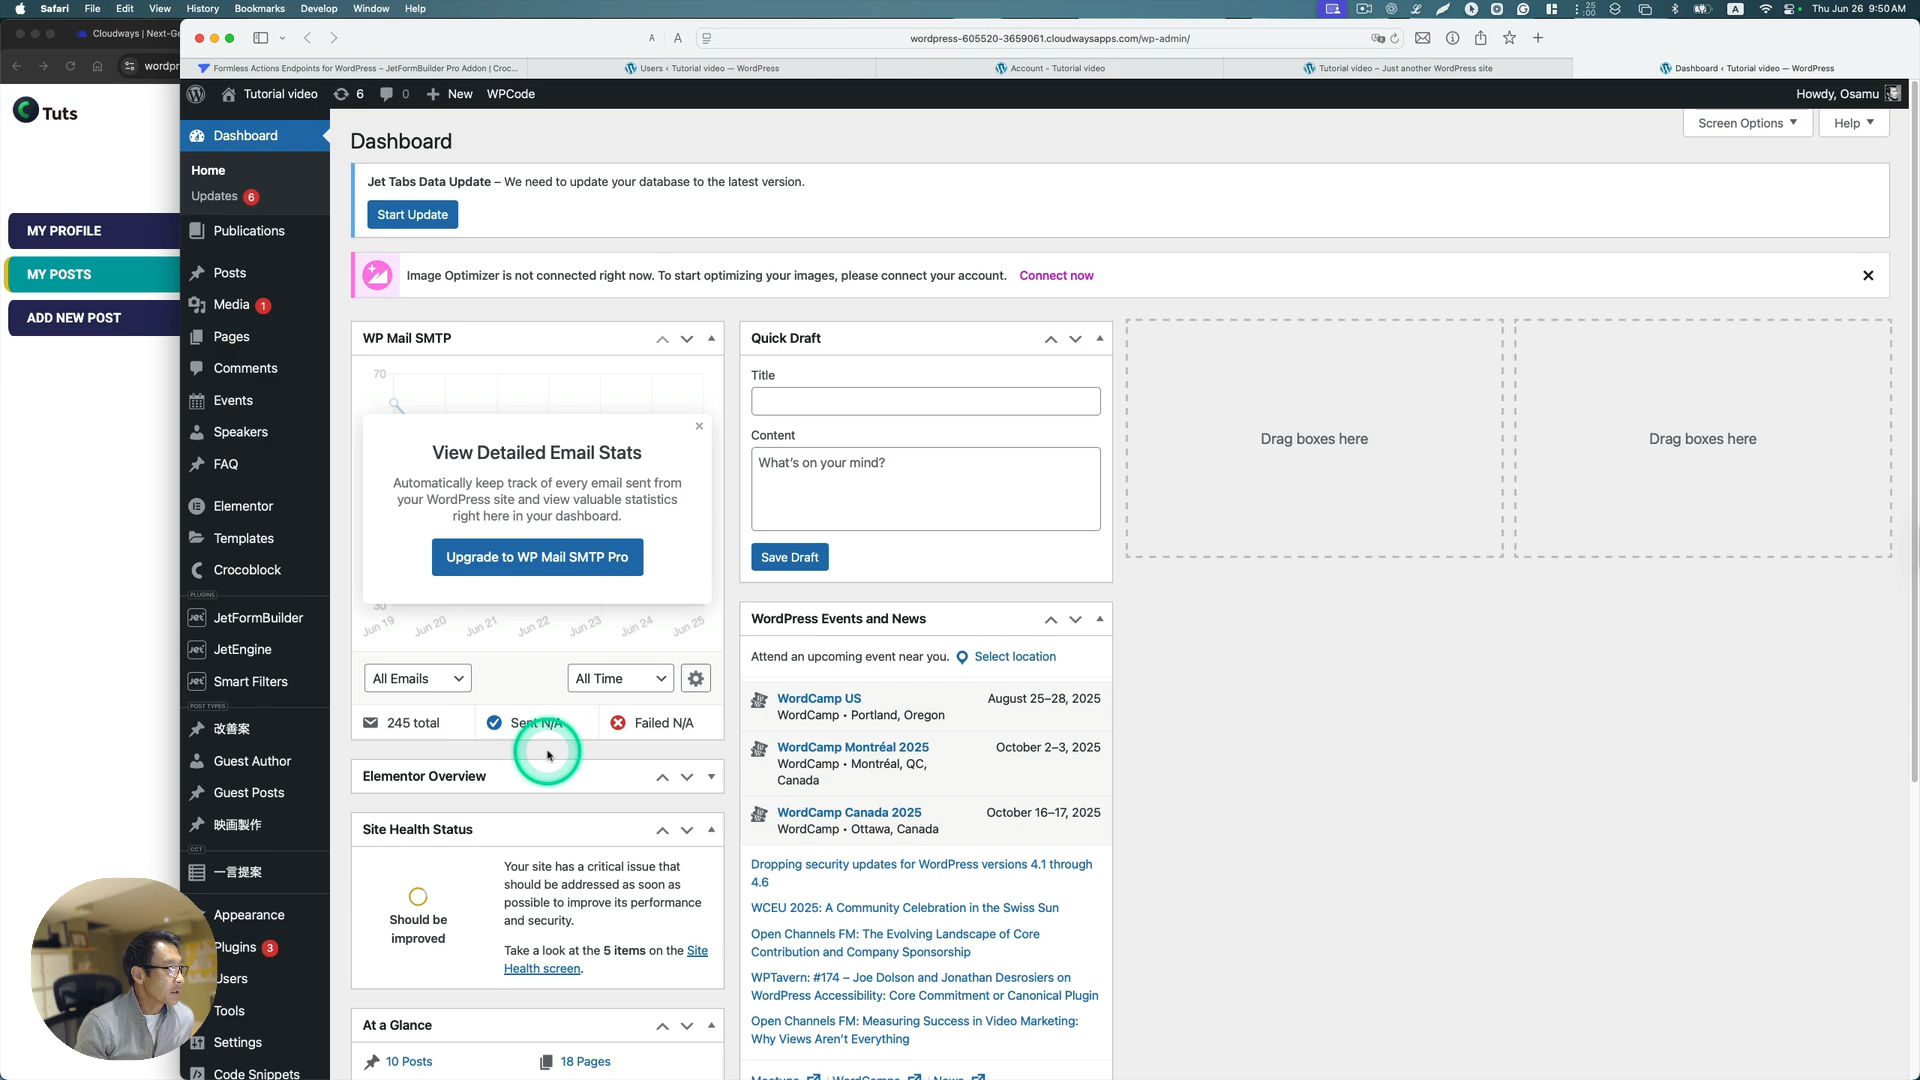 Safari File Edit View History Bookmarks Develop Window Help
25
:00
A
Thu Jun 26 9:50 AM
Cloudways | Next-Ge
wordpr
A A
wordpress-605520-3659061.cloudwaysapps.com/wp-admin/
Formless Actions Endpoints for WordPress – JetFormBuilder Pro Addon | Croc...
Users ‹ Tutorial video — WordPress
Account - Tutorial video
Tutorial video – Just another WordPress site
Dashboard ‹ Tutorial video — WordPress
Tutorial video 6 0 New WPCode
Howdy, Osamu
Tuts
MY PROFILE
MY POSTS
ADD NEW POST
Dashboard
Home
Updates 6
Publications
Posts
Media 1
Pages
Comments
Events
Speakers
FAQ
Elementor
Templates
Crocoblock
PLUGINS
JetFormBuilder
JetEngine
Smart Filters
POST TYPES
改善案
Guest Author
Guest Posts
映画製作
CCT
一言提案
Appearance
Plugins 3
Users
Tools
Settings
Code Snippets
Dashboard
Screen Options
Help
Jet Tabs Data Update – We need to update your database to the latest version.
Start Update
Image Optimizer is not connected right now. To start optimizing your images, please connect your account. Connect now
WP Mail SMTP
70
View Detailed Email Stats
Automatically keep track of every email sent from
your WordPress site and view valuable statistics
right here in your dashboard.
Upgrade to WP Mail SMTP Pro
30
Jun 19 Jun 20 Jun 21 Jun 22 Jun 23 Jun 24 Jun 25
All Emails
All Time
245 total
Sent N/A
Failed N/A
Elementor Overview
Site Health Status
Should be
improved
Your site has a critical issue that
should be addressed as soon as
possible to improve its performance
and security.
Take a look at the 5 items on the Site
Health screen.
At a Glance
10 Posts
18 Pages
Quick Draft
Title
Content
What's on your mind?
Save Draft
WordPress Events and News
Attend an upcoming event near you. Select location
WordCamp US August 25–28, 2025
WordCamp • Portland, Oregon
WordCamp Montréal 2025 October 2–3, 2025
WordCamp • Montréal, QC,
Canada
WordCamp Canada 2025 October 16–17, 2025
WordCamp • Ottawa, Canada
Dropping security updates for WordPress versions 4.1 through
4.6
WCEU 2025: A Community Celebration in the Swiss Sun
Open Channels FM: The Evolving Landscape of Core
Contribution and Company Sponsorship
WPTavern: #174 – Joe Dolson and Jonathan Desrosiers on
WordPress Accessibility: Core Commitment or Canonical Plugin
Open Channels FM: Measuring Success in Video Marketing:
Why Views Aren't Everything
Meetups WordCamps News
Drag boxes here
Drag boxes here